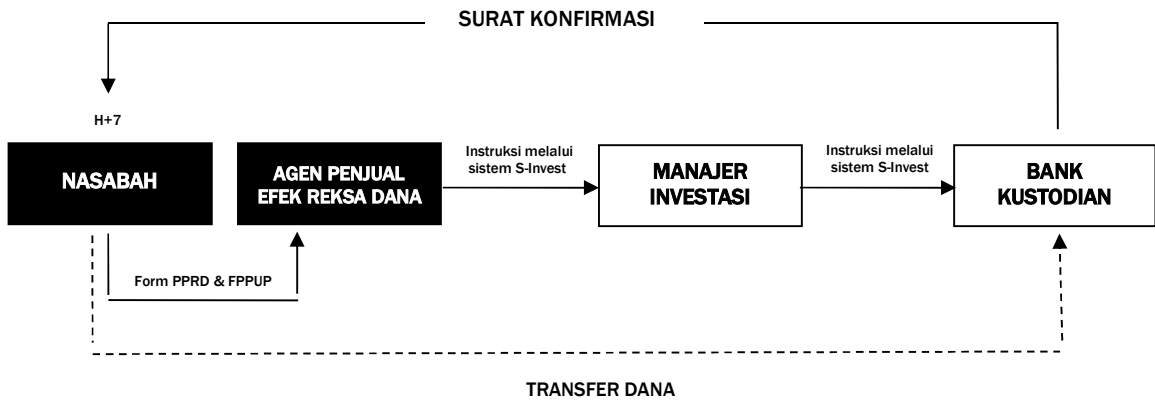 SURAT KONFIRMASI
H+7
NASABAH
AGEN PENJUAL
EFEK REKSA DANA
Instruksi melalui
sistem S-Invest
MANAJER
INVESTASI
Instruksi melalui
sistem S-Invest
BANK
KUSTODIAN
Form PPRD & FPPUP
TRANSFER DANA